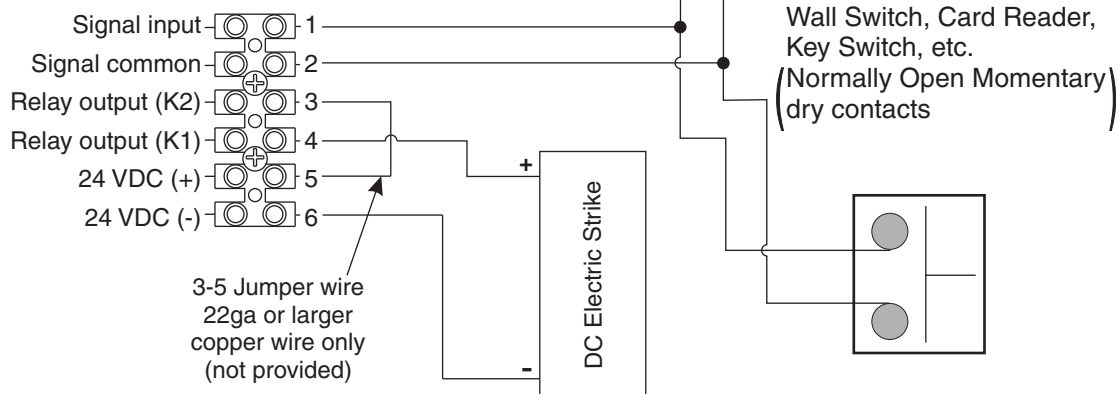 Signal input 1
Signal common 2
Relay output (K2) 3
Relay output (K1) 4
24 VDC (+) 5
24 VDC (-) 6
3-5 Jumper wire
22ga or larger
copper wire only
(not provided)
+
DC Electric Strike
-
Wall Switch, Card Reader,
Key Switch, etc.
(Normally Open Momentary
dry contacts)